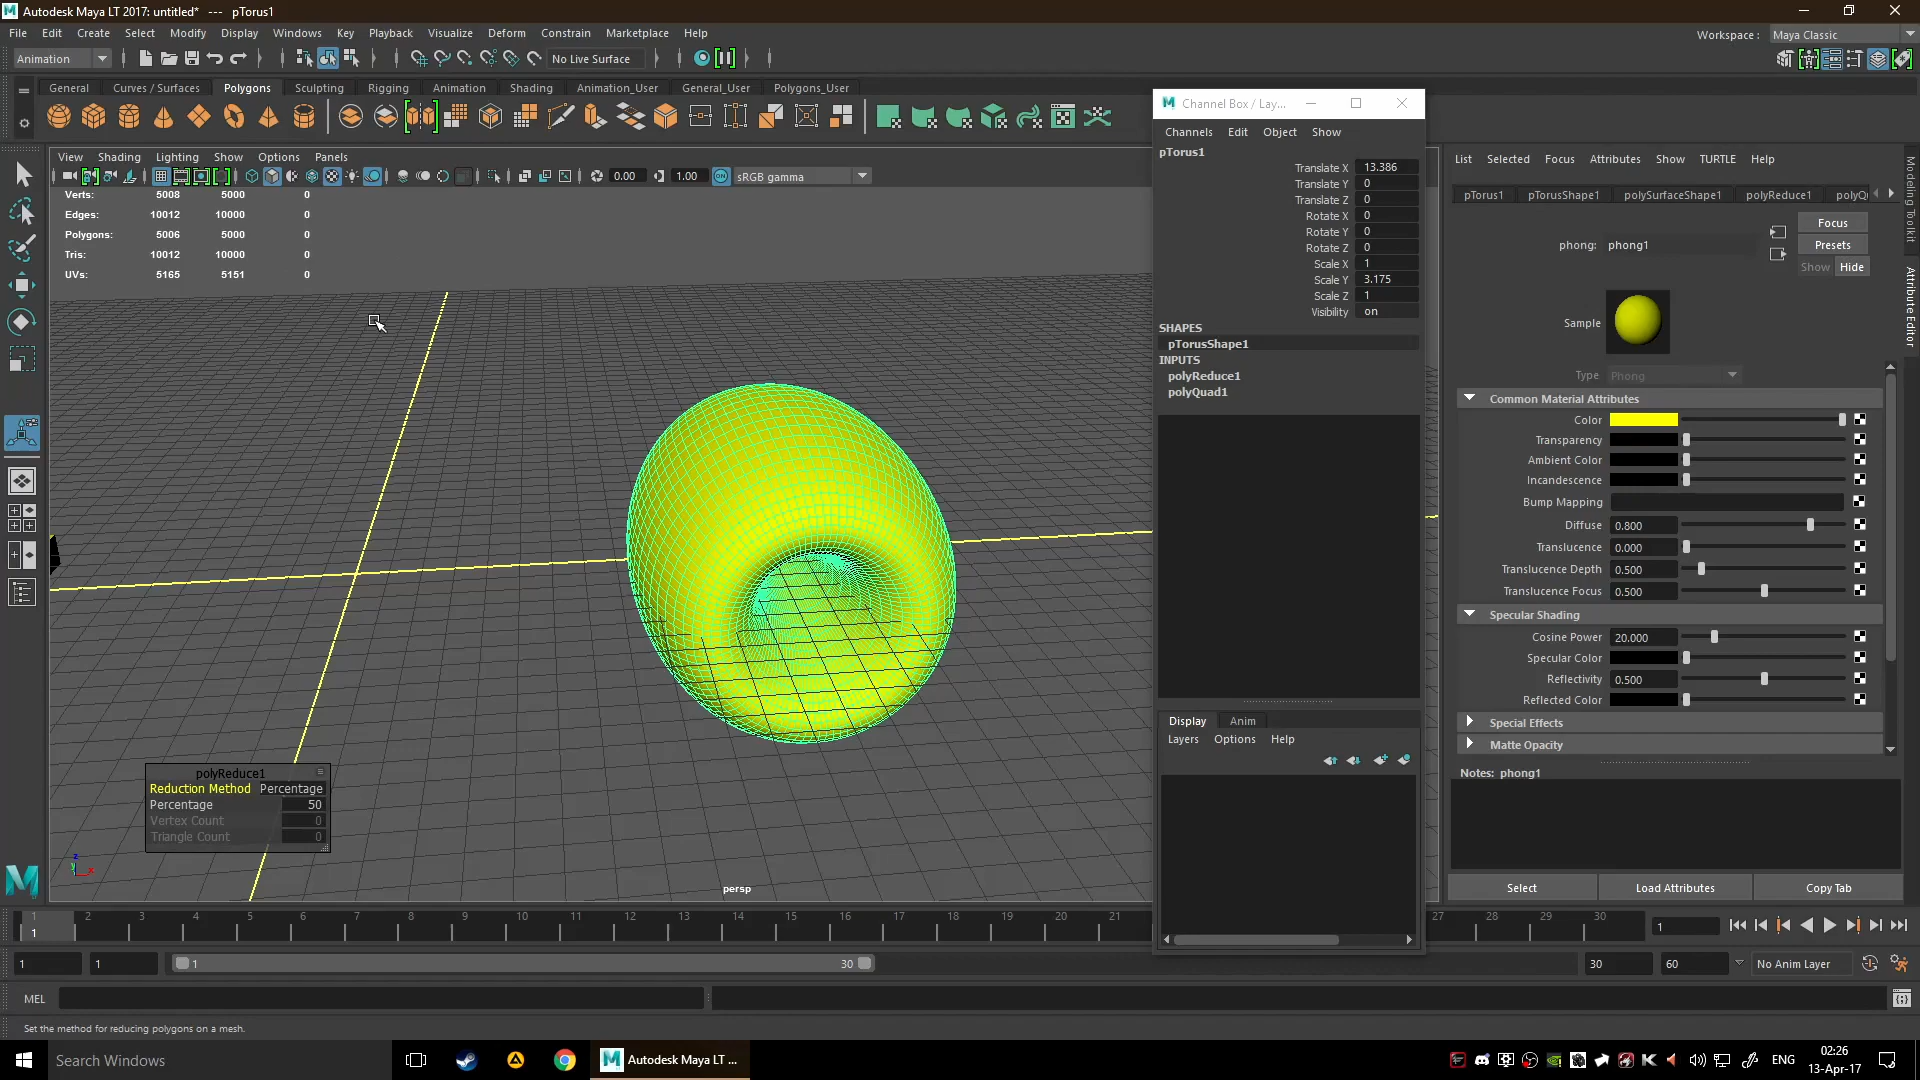 Autodesk Maya LT 2017: untitled*   ---   pTorus1
File Edit Create Select Modify Display Windows Key Playback Visualize Deform Constrain Marketplace Help
Workspace : Maya Classic
Animation
No Live Surface
General Curves / Surfaces Polygons Sculpting Rigging Animation Shading Animation_User General_User Polygons_User
View Shading Lighting Show Options Panels
0.00 1.00 ON sRGB gamma
Verts: 5008 5000 0
Edges: 10012 10000 0
Polygons: 5006 5000 0
Tris: 10012 10000 0
UVs: 5165 5151 0
polyReduce1
Reduction Method Percentage
Percentage 50
Vertex Count 0
Triangle Count 0
persp
Channel Box / Lay...
Channels Edit Object Show
pTorus1
Translate X 13.386
Translate Y 0
Translate Z 0
Rotate X 0
Rotate Y 0
Rotate Z 0
Scale X 1
Scale Y 3.175
Scale Z 1
Visibility on
SHAPES
pTorusShape1
INPUTS
polyReduce1
polyQuad1
Display Anim
Layers Options Help
List Selected Focus Attributes Show TURTLE Help
pTorus1 pTorusShape1 polySurfaceShape1 polyReduce1
phong: phong1
Focus
Presets
Show Hide
Sample
Type Phong
Common Material Attributes
Color
Transparency
Ambient Color
Incandescence
Bump Mapping
Diffuse 0.800
Translucence 0.000
Translucence Depth 0.500
Translucence Focus 0.500
Specular Shading
Cosine Power 20.000
Specular Color
Reflectivity 0.500
Reflected Color
Special Effects
Matte Opacity
Notes: phong1
Select Load Attributes Copy Tab
Modeling Toolkit
Attribute Editor
1 2 3 4 5 6 7 8 9 10 11 12 13 14 15 16 17 18 19 20 21 27 28 29 30
1
1
1 1 1 30 30 60 No Anim Layer
MEL
Set the method for reducing polygons on a mesh.
Search Windows
Autodesk Maya LT ...
ENG
02:26
13-Apr-17